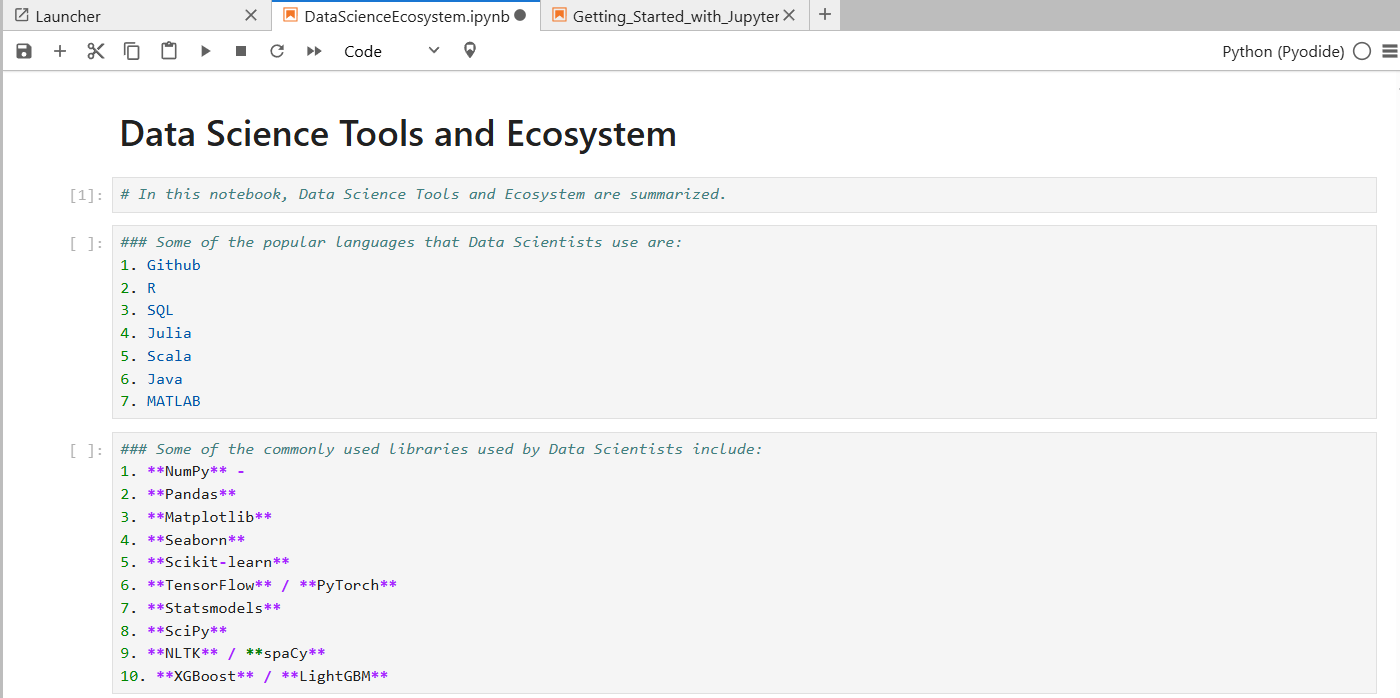 Launcher
DataScienceEcosystem.ipynb
Getting_Started_with_Jupyter
Code
Python (Pyodide)
Data Science Tools and Ecosystem
[1]: # In this notebook, Data Science Tools and Ecosystem are summarized.
[ ]: ### Some of the popular languages that Data Scientists use are:
1. Github
2. R
3. SQL
4. Julia
5. Scala
6. Java
7. MATLAB
[ ]: ### Some of the commonly used libraries used by Data Scientists include:
1. **NumPy** -
2. **Pandas**
3. **Matplotlib**
4. **Seaborn**
5. **Scikit-learn**
6. **TensorFlow** / **PyTorch**
7. **Statsmodels**
8. **SciPy**
9. **NLTK** / **spaCy**
10. **XGBoost** / **LightGBM**